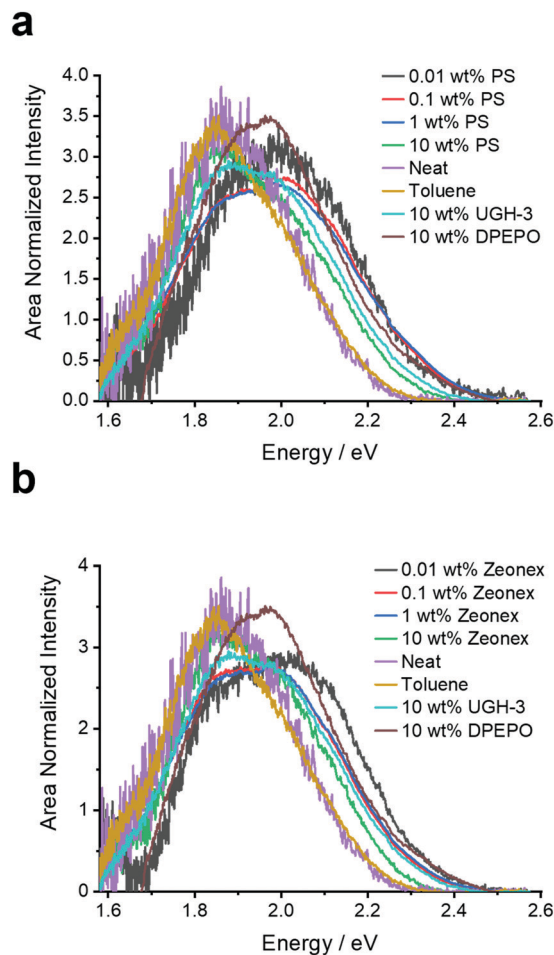 a
4.0
3.5
3.0
2.5
2.0
1.5
1.0
0.5
0.0
Area Normalized Intensity
0.01 wt% PS
0.1 wt% PS
1 wt% PS
10 wt% PS
Neat
Toluene
10 wt% UGH-3
10 wt% DPEPO
1.6 1.8 2.0 2.2 2.4 2.6
Energy / eV
b
4
3
2
1
0
Area Normalized Intensity
0.01 wt% Zeonex
0.1 wt% Zeonex
1 wt% Zeonex
10 wt% Zeonex
Neat
Toluene
10 wt% UGH-3
10 wt% DPEPO
1.6 1.8 2.0 2.2 2.4 2.6
Energy / eV